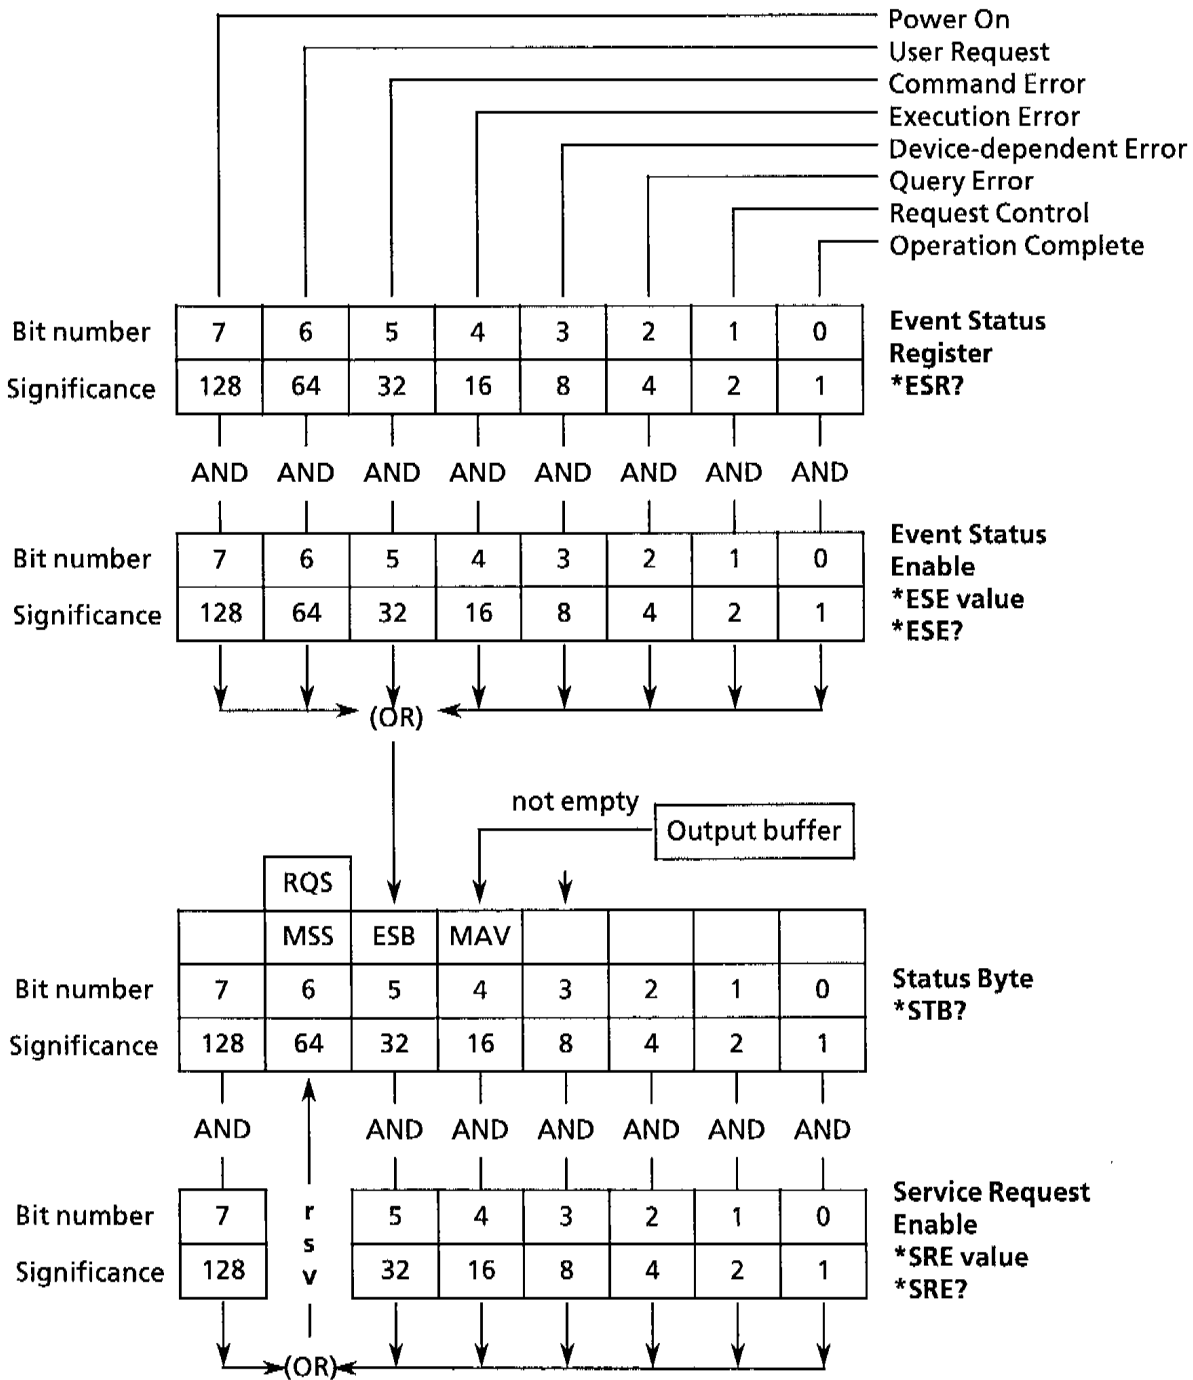 Power On
User Request
Command Error
Execution Error
Device-dependent Error
Query Error
Request Control
Operation Complete
Bit number 7 6 5 4 3 2 1 0
Significance 128 64 32 16 8 4 2 1
Event Status
Register
*ESR?
AND AND AND AND AND AND AND AND
Bit number 7 6 5 4 3 2 1 0
Significance 128 64 32 16 8 4 2 1
Event Status
Enable
*ESE value
*ESE?
(OR)
not empty
Output buffer
RQS
MSS ESB MAV
Bit number 7 6 5 4 3 2 1 0
Significance 128 64 32 16 8 4 2 1
Status Byte
*STB?
AND AND AND AND AND AND AND
Bit number 7 5 4 3 2 1 0
Significance 128 32 16 8 4 2 1
r
s
v
Service Request
Enable
*SRE value
*SRE?
(OR)